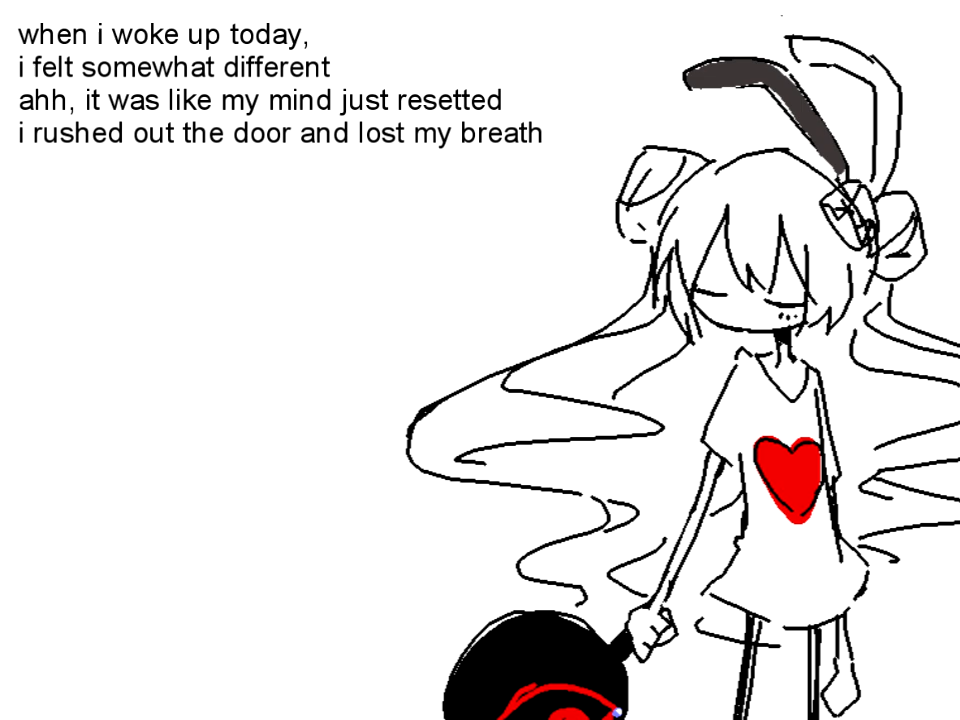 when i woke up today,
i felt somewhat different
ahh, it was like my mind just resetted
i rushed out the door and lost my breath